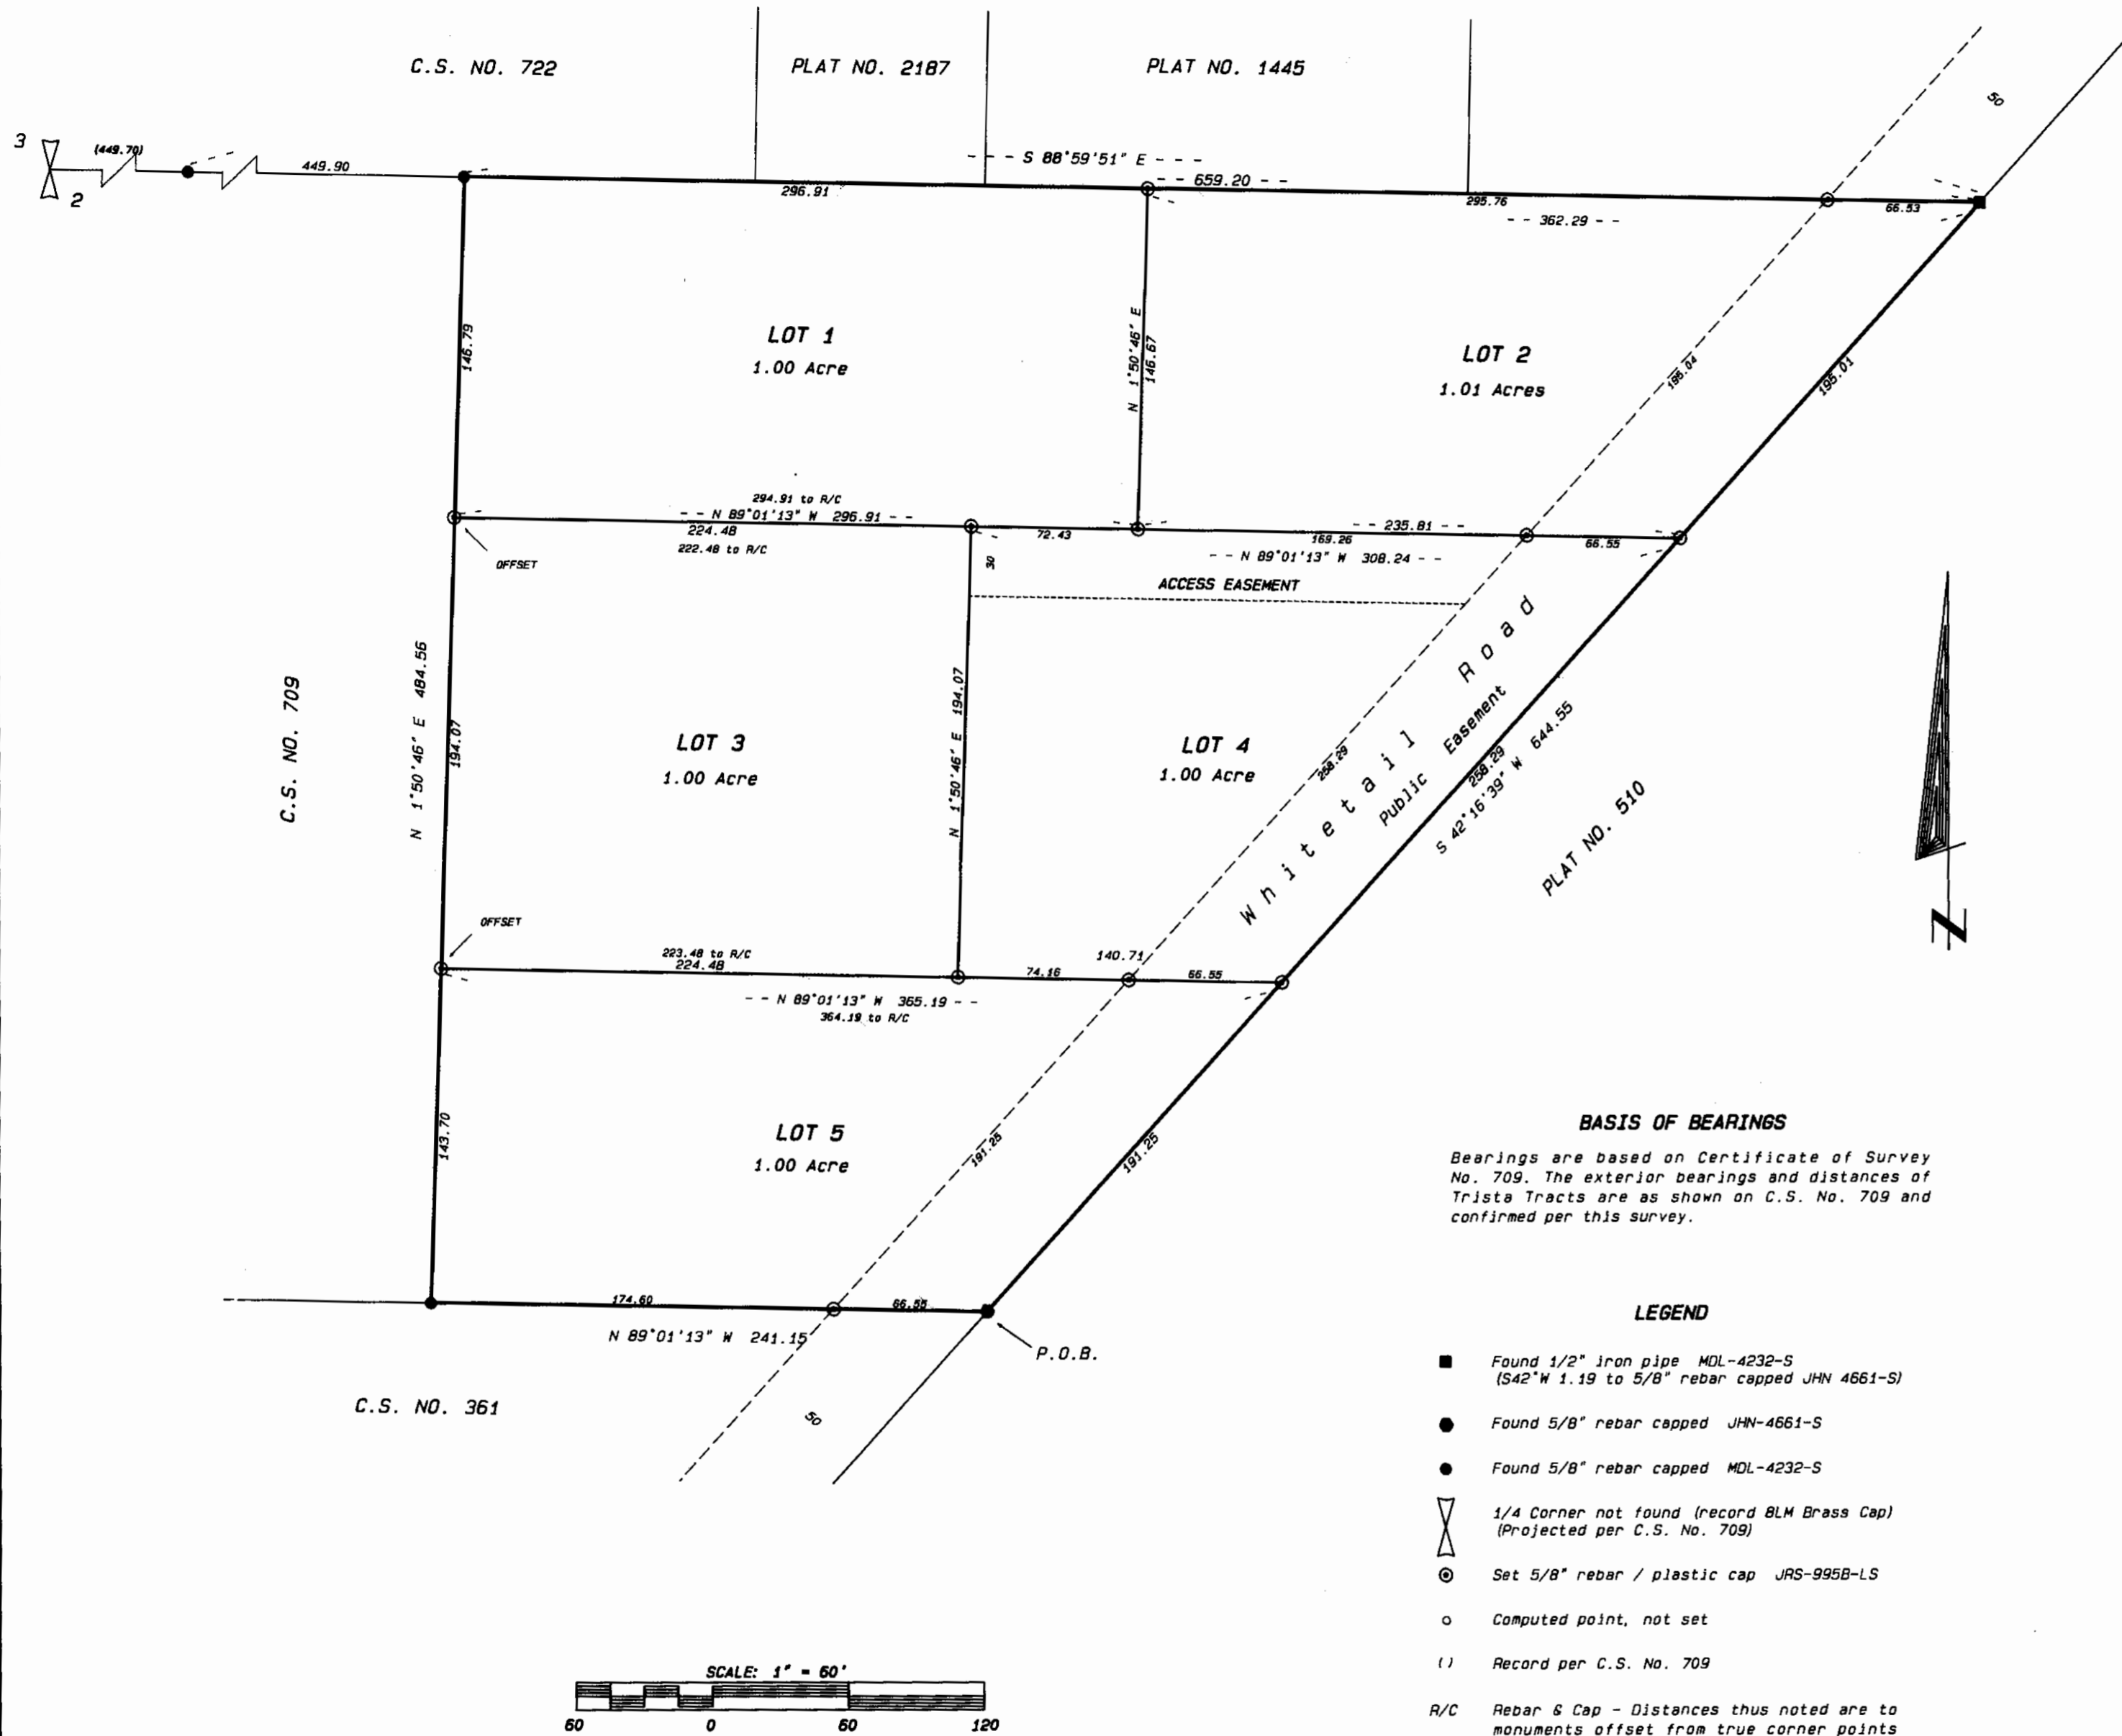 C.S. NO. 722
PLAT NO. 2187
PLAT NO. 1445
50
3
2
(449.70)
449.90
- - - S 88°59'51" E - - -
- - 659.20 - -
296.91
295.76
- - 362.29 - -
66.53
146.79
LOT 1
1.00 Acre
N 1°50'46" E
146.67
LOT 2
1.01 Acres
195.04
195.01
294.91 to R/C
- - N 89°01'13" W 296.91 - -
224.48
222.48 to R/C
OFFSET
72.43
30
- - 235.81 - -
169.26
66.55
- - N 89°01'13" W 308.24 - -
ACCESS EASEMENT
C.S. NO. 709
N 1°50'46" E 484.56
194.07
LOT 3
1.00 Acre
N 1°50'46" E 194.07
LOT 4
1.00 Acre
258.29
Whitetail Road
Public Easement
258.29
S 42°16'39" W 644.55
PLAT NO. 510
N
OFFSET
223.48 to R/C
224.48
140.71
74.16
66.55
- - N 89°01'13" W 365.19 - -
364.19 to R/C
143.70
LOT 5
1.00 Acre
191.25
191.25
174.60
66.55
N 89°01'13" W 241.15
P.O.B.
C.S. NO. 361
50
BASIS OF BEARINGS
Bearings are based on Certificate of Survey
No. 709. The exterior bearings and distances of
Trista Tracts are as shown on C.S. No. 709 and
confirmed per this survey.
LEGEND
Found 1/2" iron pipe MDL-4232-S
(S42°W 1.19 to 5/8" rebar capped JHN 4661-S)
Found 5/8" rebar capped JHN-4661-S
Found 5/8" rebar capped MDL-4232-S
1/4 Corner not found (record BLM Brass Cap)
(Projected per C.S. No. 709)
Set 5/8" rebar / plastic cap JRS-9958-LS
Computed point, not set
() Record per C.S. No. 709
R/C Rebar & Cap - Distances thus noted are to
monuments offset from true corner points
SCALE: 1" = 60'
60 0 60 120